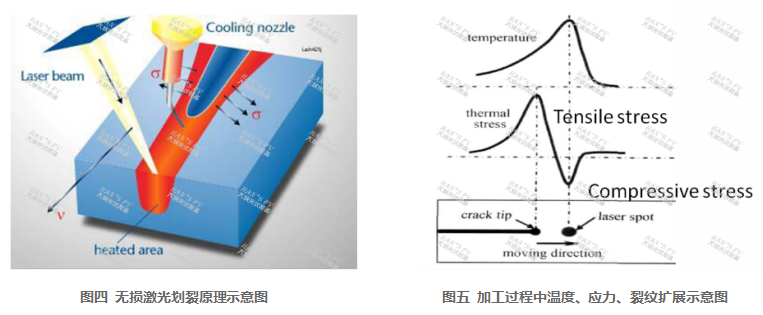 Cooling nozzle
Laser beam
σ
σ
v
heated area
图四 无损激光划裂原理示意图
temperature
thermal
stress
Tensile stress
Compressive stress
crack tip
laser spot
moving direction
图五 加工过程中温度、应力、裂纹扩展示意图